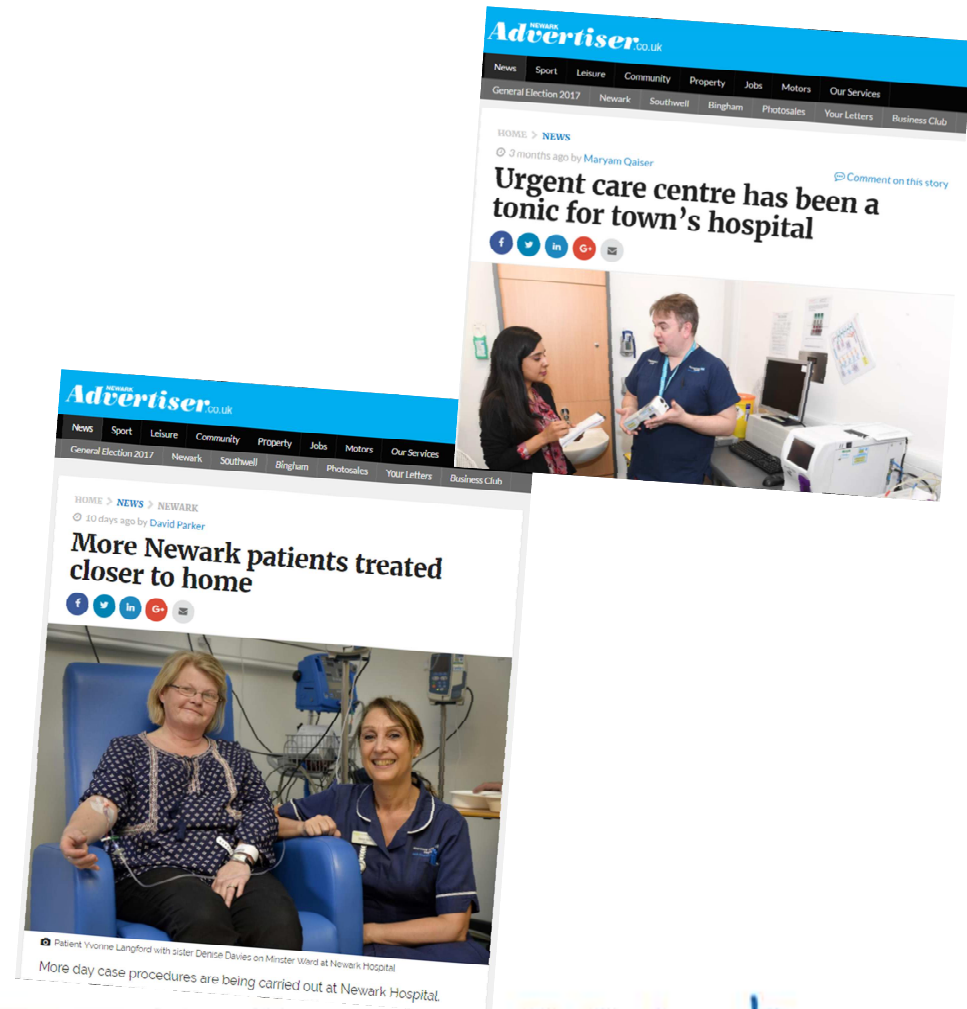 NEWARK
Advertiser.co.uk
News Sport Leisure Community Property Jobs Motors Our Services
General Election 2017 Newark Southwell Bingham Photosales Your Letters Business Club
HOME > NEWS
3 months ago by Maryam Qaiser
Comment on this story
Urgent care centre has been a
tonic for town's hospital
NEWARK
Advertiser.co.uk
News Sport Leisure Community Property Jobs Motors Our Services
General Election 2017 Newark Southwell Bingham Photosales Your Letters Business Club
HOME > NEWS > NEWARK
10 days ago by David Parker
More Newark patients treated
closer to home
Patient Yvonne Langford with sister Denise Davies on Minster Ward at Newark Hospital
More day case procedures are being carried out at Newark Hospital.